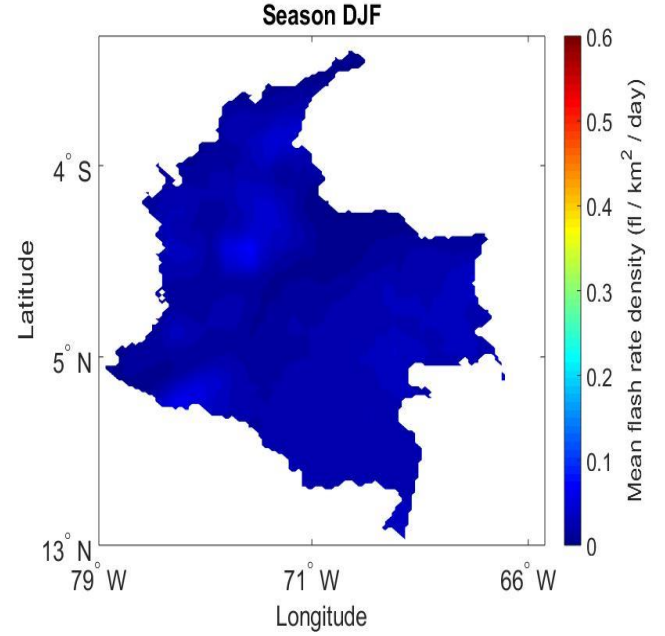 Season DJF
4° S
5° N
13° N
79° W
71° W
66° W
Latitude
Longitude
0.6
0.5
0.4
0.3
0.2
0.1
0
Mean flash rate density (fl / km² / day)